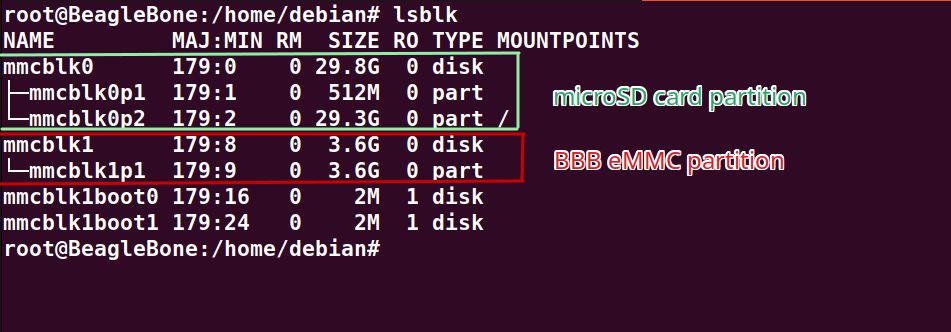 root@BeagleBone:/home/debian# lsblk
NAME         MAJ:MIN RM  SIZE RO TYPE MOUNTPOINTS
mmcblk0      179:0    0 29.8G  0 disk
├─mmcblk0p1  179:1    0  512M  0 part
└─mmcblk0p2  179:2    0 29.3G  0 part /
microSD card partition
mmcblk1      179:8    0  3.6G  0 disk
└─mmcblk1p1  179:9    0  3.6G  0 part
BBB eMMC partition
mmcblk1boot0 179:16   0    2M  1 disk
mmcblk1boot1 179:24   0    2M  1 disk
root@BeagleBone:/home/debian#